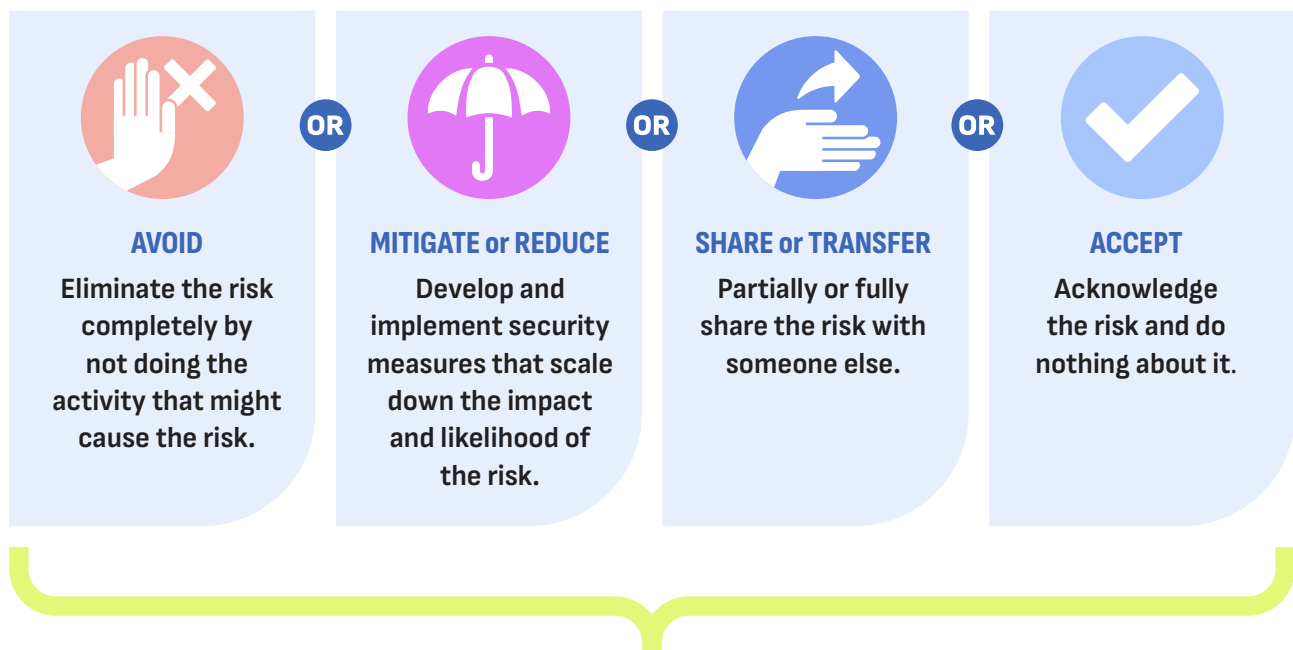 OR
OR
OR
AVOID
Eliminate the risk
completely by
not doing the
activity that might
cause the risk.
MITIGATE or REDUCE
Develop and
implement security
measures that scale
down the impact
and likelihood of
the risk.
SHARE or TRANSFER
Partially or fully
share the risk with
someone else.
ACCEPT
Acknowledge
the risk and do
nothing about it.